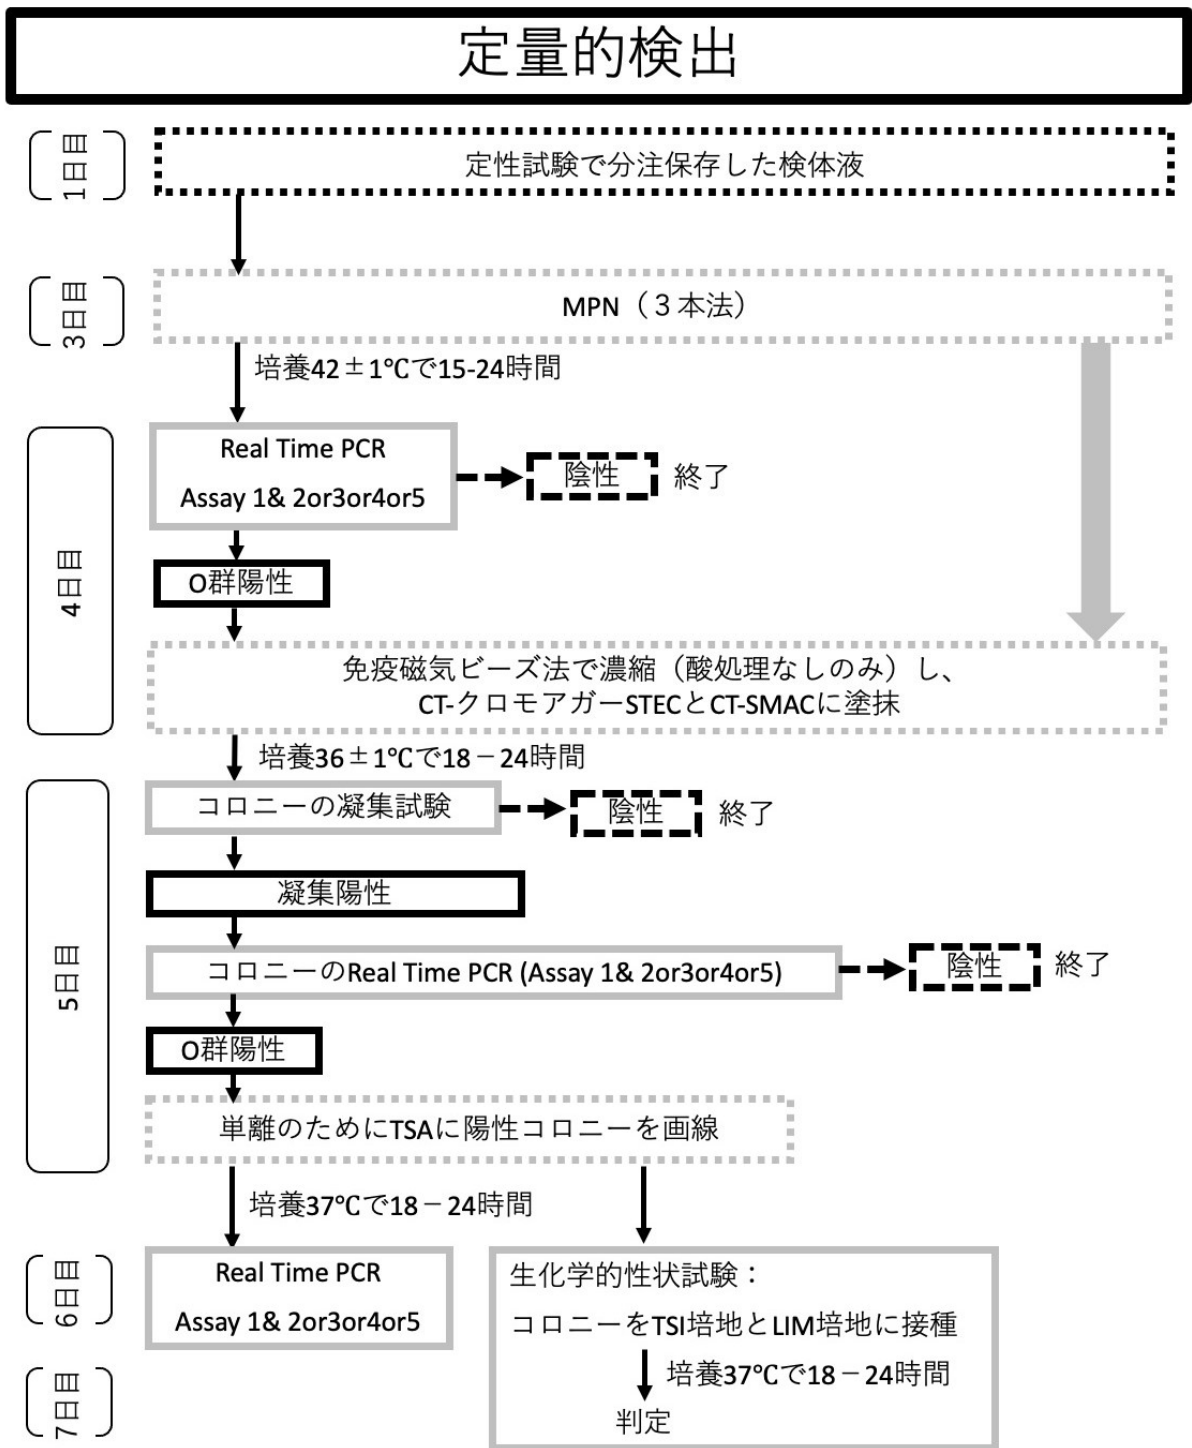 定量的検出
1日目
定性試験で分注保存した検体液
3日目
MPN（３本法）
培養42±1℃で15-24時間
4日目
Real Time PCR
Assay 1& 2or3or4or5
陰性
終了
O群陽性
免疫磁気ビーズ法で濃縮（酸処理なしのみ）し、
CT-クロモアガーSTECとCT-SMACに塗抹
培養36±1℃で18－24時間
5日目
コロニーの凝集試験
陰性
終了
凝集陽性
コロニーのReal Time PCR (Assay 1& 2or3or4or5)
陰性
終了
O群陽性
単離のためにTSAに陽性コロニーを画線
培養37℃で18－24時間
6日目
Real Time PCR
Assay 1& 2or3or4or5
生化学的性状試験：
コロニーをTSI培地とLIM培地に接種
培養37℃で18－24時間
7日目
判定